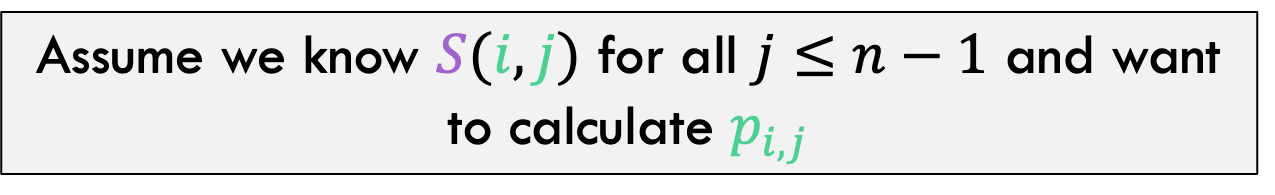 Assume we know S(i, j) for all j ≤ n − 1 and want
to calculate p_{i,j}